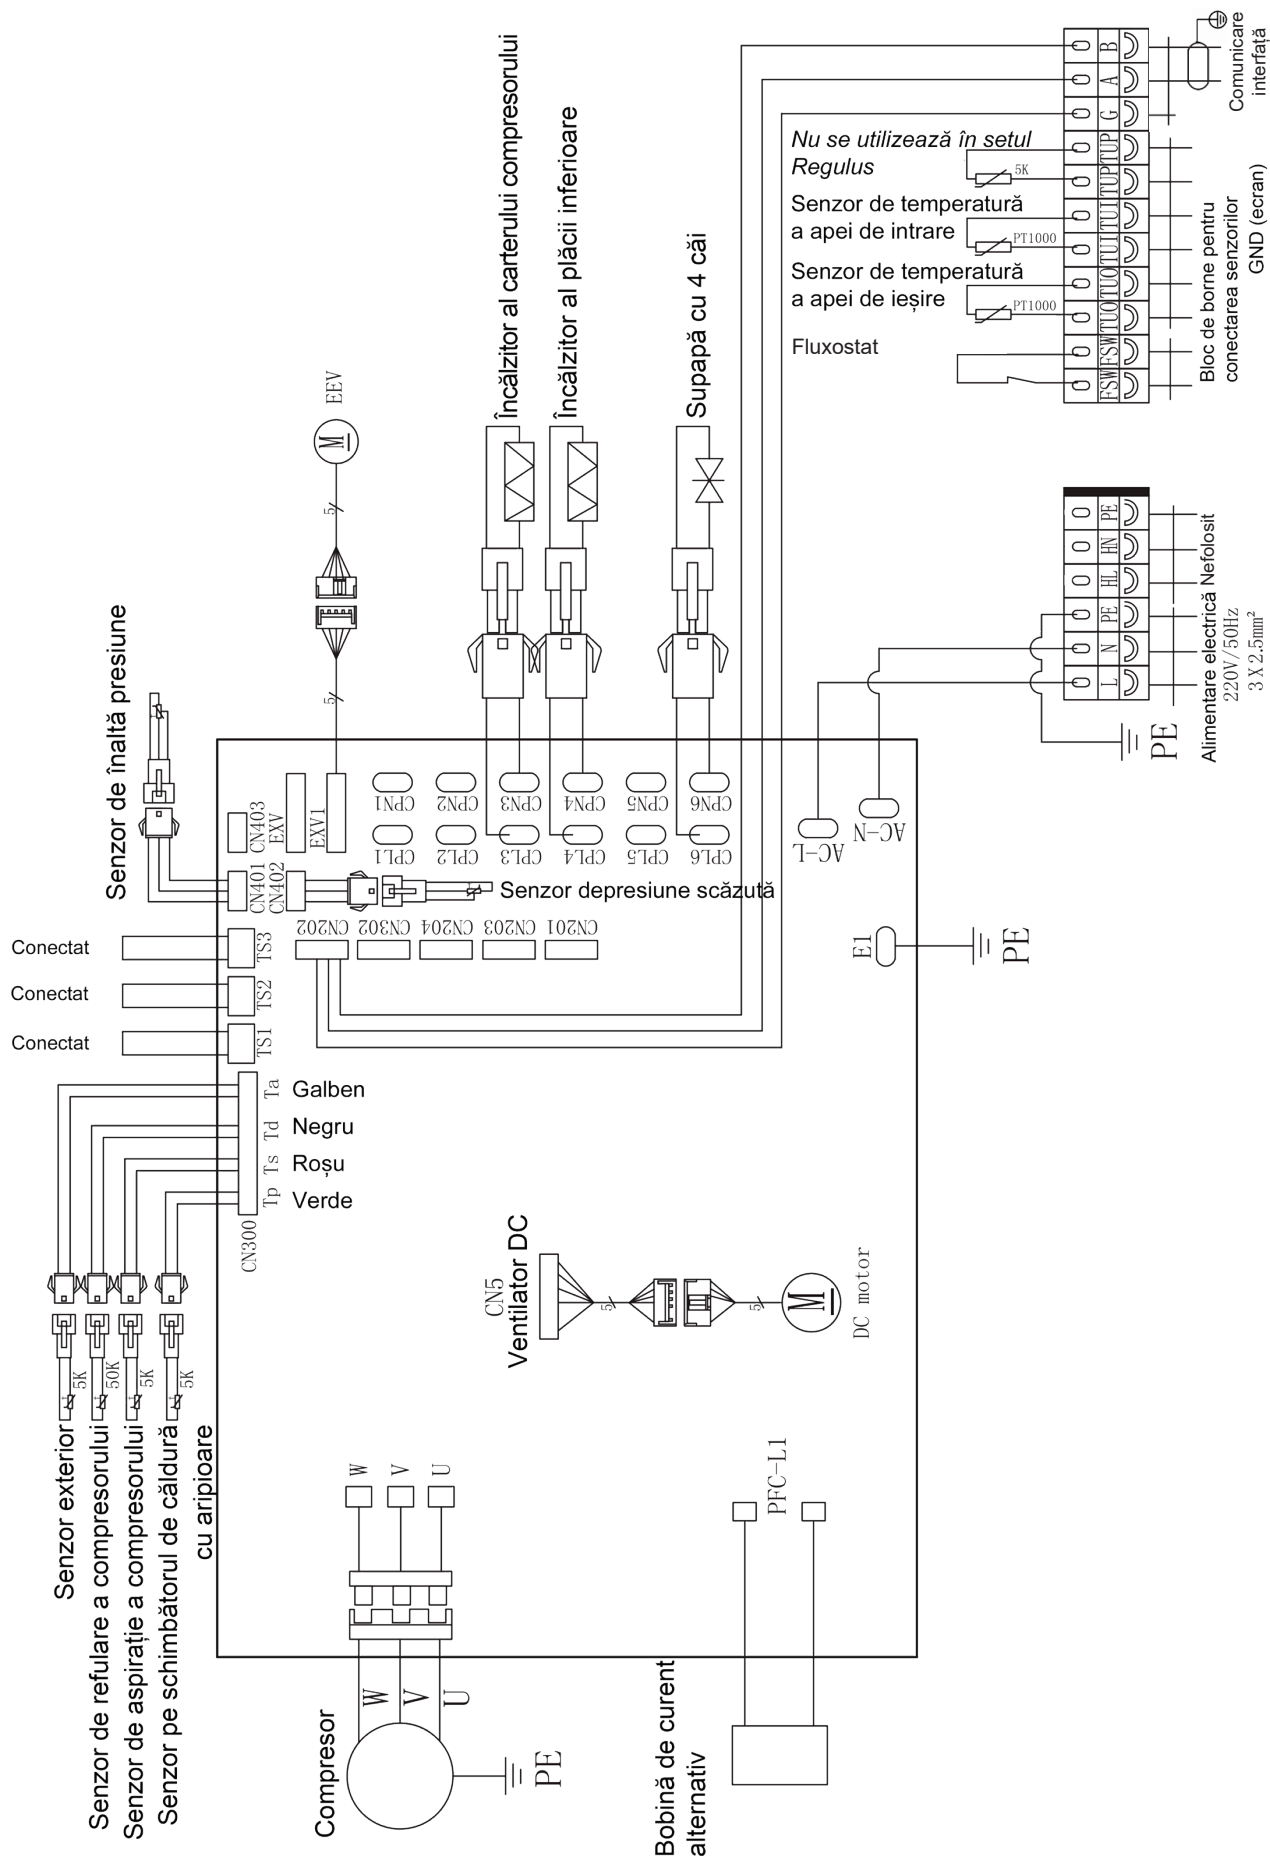 Comunicare
interfață
B
A
G
TUP
TUP
TUI
TUI
TUO
TUO
FSW
FSW
Nu se utilizează în setul
Regulus
5K
Senzor de temperatură
a apei de intrare
PT1000
Senzor de temperatură
a apei de ieșire
PT1000
Fluxostat
Bloc de borne pentru
conectarea senzorilor
GND (ecran)
Încălzitor al carterului compresorului
Încălzitor al plăcii inferioare
Supapă cu 4 căi
EEV
M
5
5
PE
HN
HL
PE
N
L
Nefolosit
Alimentare electrică
220V/50Hz
3 X 2.5mm²
PE
Senzor de înaltă presiune
CN403
EXV
EXV1
CN401
CN402
Senzor depresiune scăzută
CPN1
CPN2
CPN3
CPN4
CPN5
CPN6
CPL1
CPL2
CPL3
CPL4
CPL5
CPL6
AC-L
AC-N
CN202
CN302
CN204
CN203
CN201
E1
PE
Conectat
TS3
Conectat
TS2
Conectat
TS1
Ta
Galben
Td
Negru
Ts
Roșu
Tp
Verde
CN300
5K
50K
5K
5K
Senzor exterior
Senzor de refulare a compresorului
Senzor de aspirație a compresorului
Senzor pe schimbătorul de căldură
cu aripioare
CN5
Ventilator DC
5
5
M
DC motor
W
V
U
PFC-L1
W
V
U
Compresor
PE
Bobină de curent
alternativ